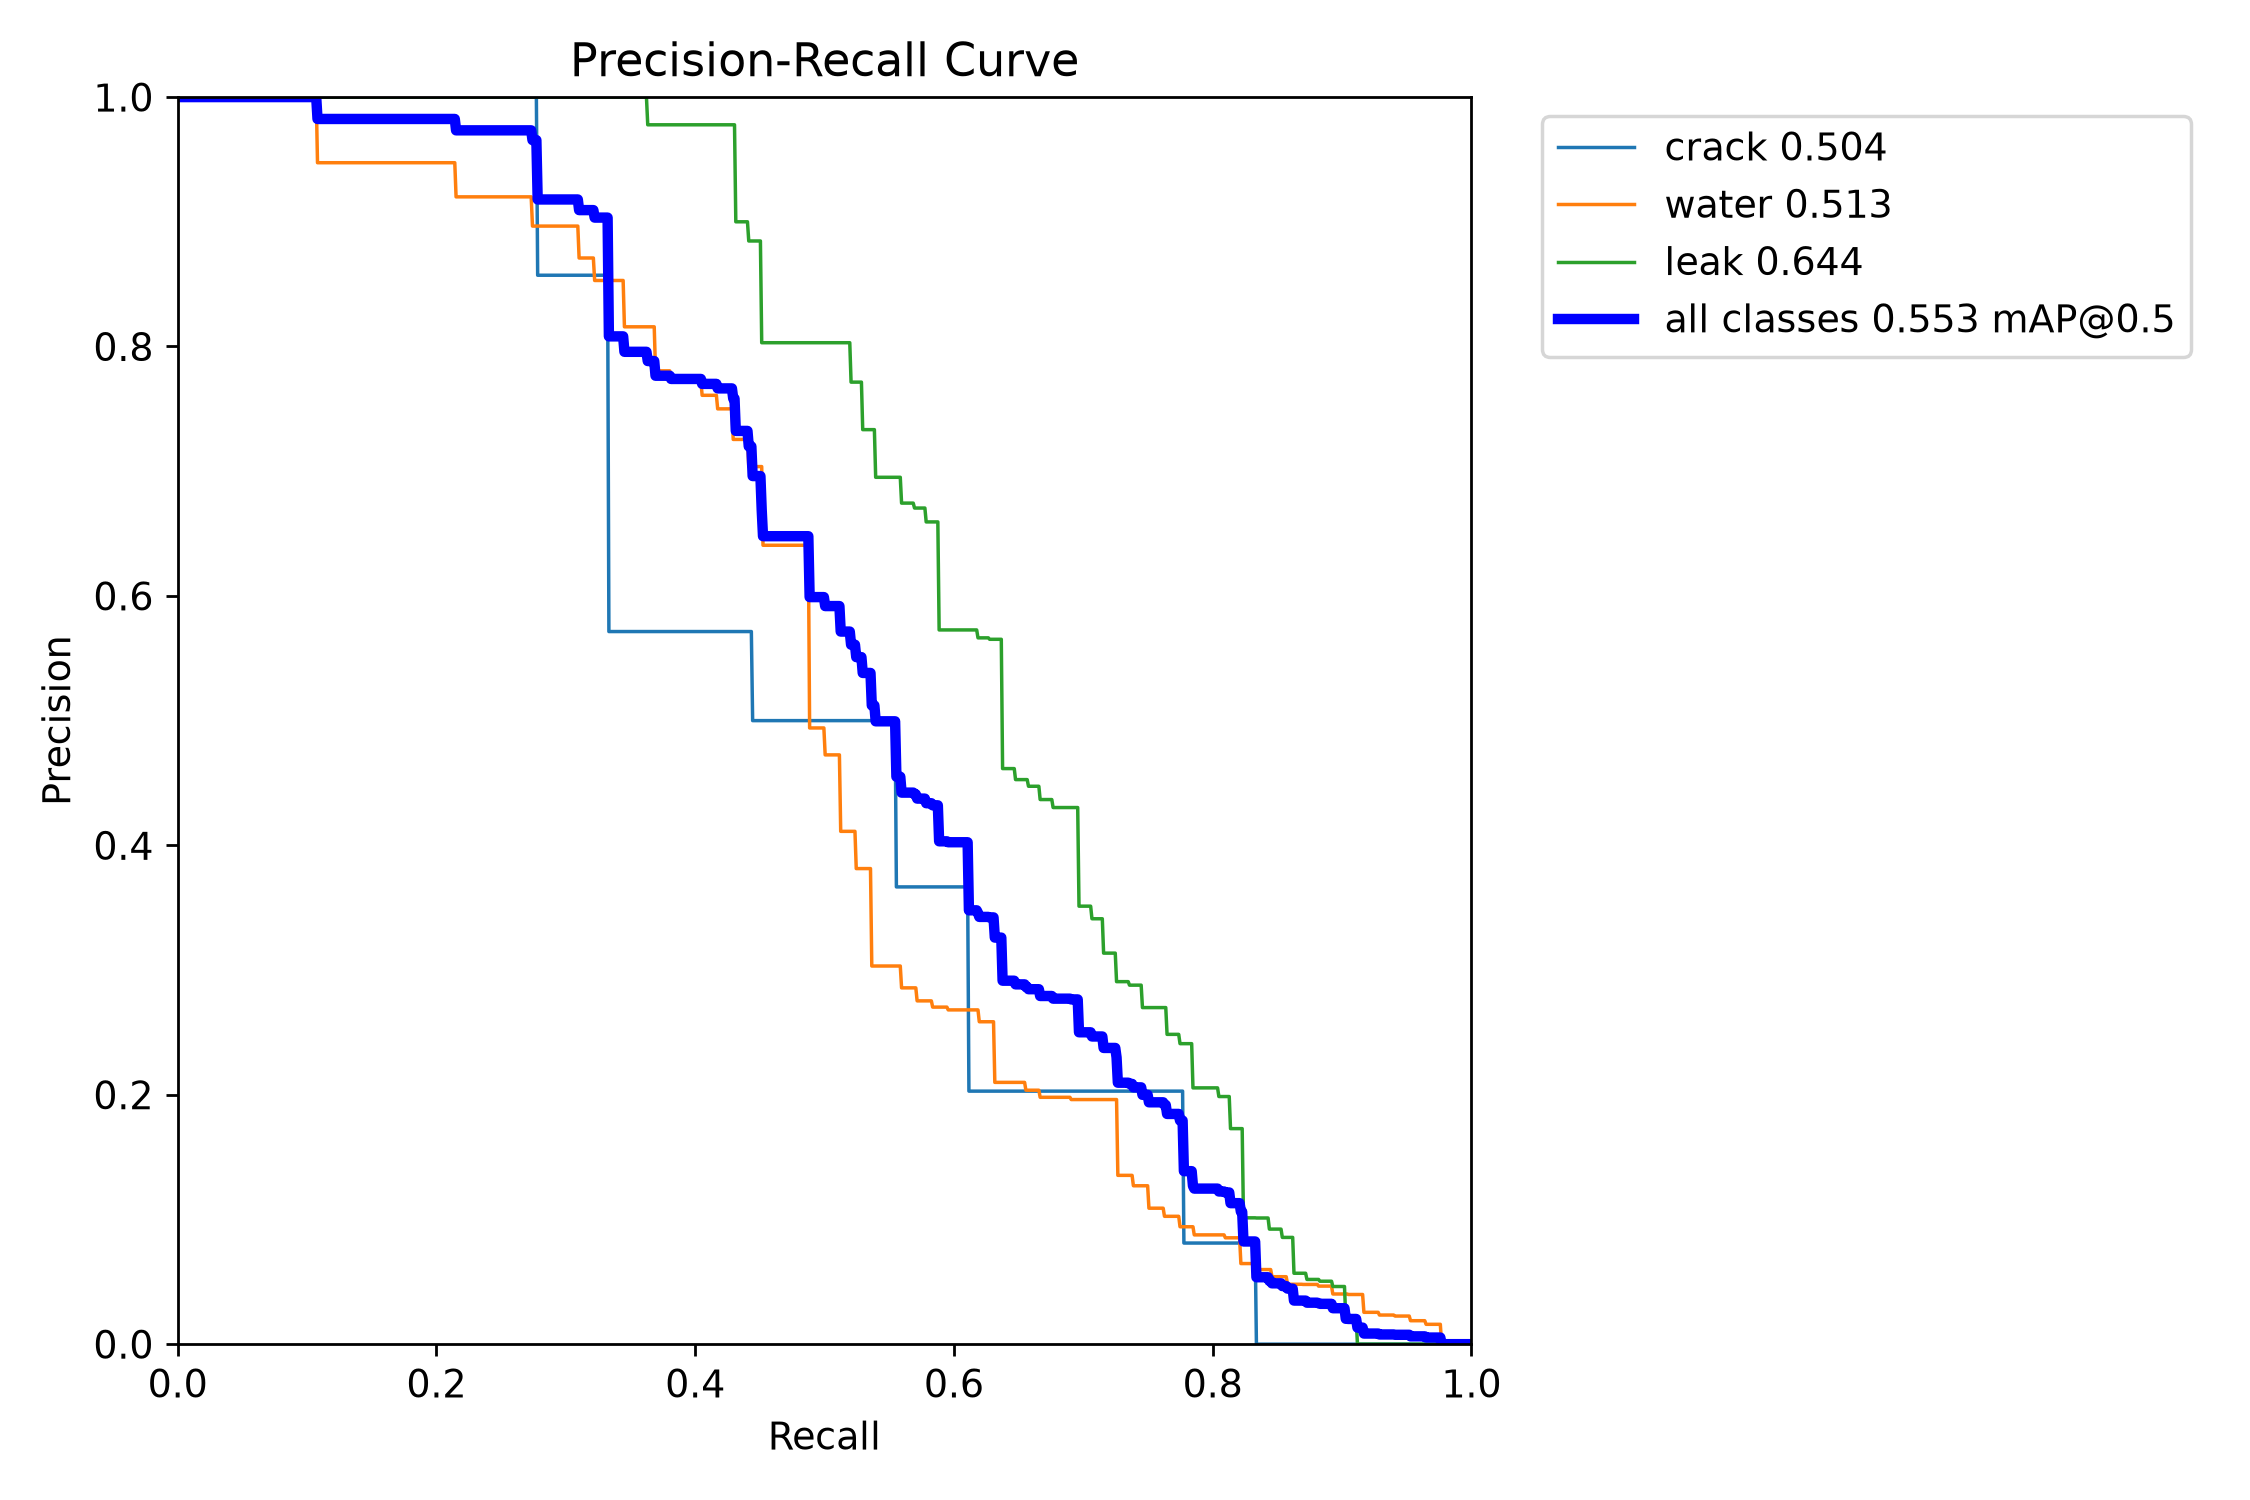 Precision-Recall Curve
1.0
0.8
0.6
0.4
0.2
0.0
Precision
0.0 0.2 0.4 0.6 0.8 1.0
Recall
crack 0.504
water 0.513
leak 0.644
all classes 0.553 mAP@0.5